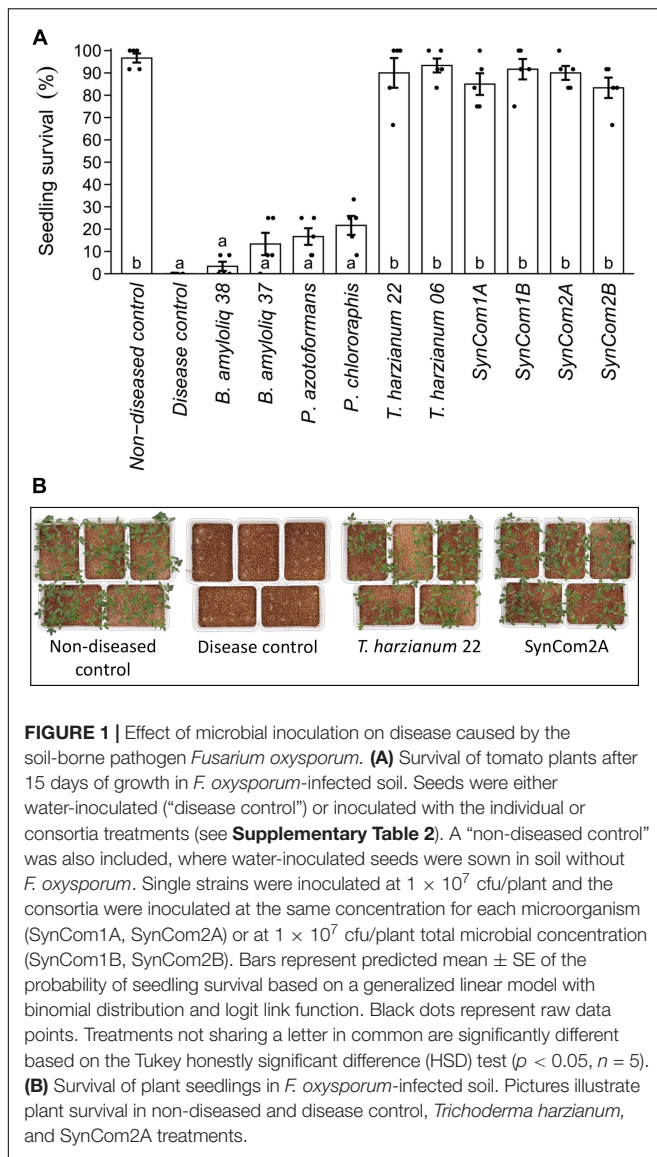 A
Seedling survival (%)
100
90
80
70
60
50
40
30
20
10
0
b
a
a
a
a
a
b
b
b
b
b
b
Non-diseased control
Disease control
B. amyloliq 38
B. amyloliq 37
P. azotoformans
P. chlororaphis
T. harzianum 22
T. harzianum 06
SynCom1A
SynCom1B
SynCom2A
SynCom2B
B
Non-diseased control
Disease control
T. harzianum 22
SynCom2A
FIGURE 1 | Effect of microbial inoculation on disease caused by the
soil-borne pathogen Fusarium oxysporum. (A) Survival of tomato plants after
15 days of growth in F. oxysporum-infected soil. Seeds were either
water-inoculated (“disease control”) or inoculated with the individual or
consortia treatments (see Supplementary Table 2). A “non-diseased control”
was also included, where water-inoculated seeds were sown in soil without
F. oxysporum. Single strains were inoculated at 1 × 10⁷ cfu/plant and the
consortia were inoculated at the same concentration for each microorganism
(SynCom1A, SynCom2A) or at 1 × 10⁷ cfu/plant total microbial concentration
(SynCom1B, SynCom2B). Bars represent predicted mean ± SE of the
probability of seedling survival based on a generalized linear model with
binomial distribution and logit link function. Black dots represent raw data
points. Treatments not sharing a letter in common are significantly different
based on the Tukey honestly significant difference (HSD) test (p < 0.05, n = 5).
(B) Survival of plant seedlings in F. oxysporum-infected soil. Pictures illustrate
plant survival in non-diseased and disease control, Trichoderma harzianum,
and SynCom2A treatments.